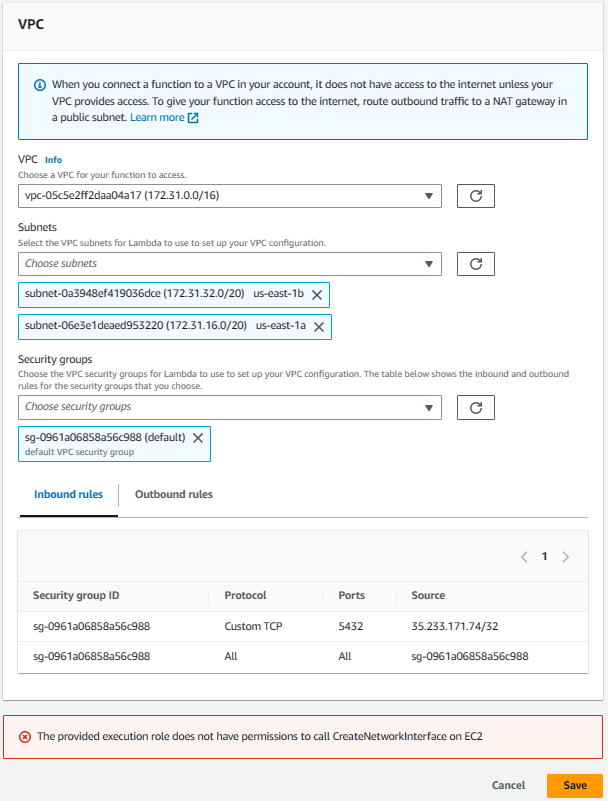 VPC
When you connect a function to a VPC in your account, it does not have access to the internet unless your
VPC provides access. To give your function access to the internet, route outbound traffic to a NAT gateway in
a public subnet. Learn more
VPC Info
Choose a VPC for your function to access.
vpc-05c5e2ff2daa04a17 (172.31.0.0/16)
Subnets
Select the VPC subnets for Lambda to use to set up your VPC configuration.
Choose subnets
subnet-0a3948ef419036dce (172.31.32.0/20) us-east-1b
subnet-06e3e1deaed953220 (172.31.16.0/20) us-east-1a
Security groups
Choose the VPC security groups for Lambda to use to set up your VPC configuration. The table below shows the inbound and outbound
rules for the security groups that you choose.
Choose security groups
sg-0961a06858a56c988 (default)
default VPC security group
Inbound rules Outbound rules
1
Security group ID Protocol Ports Source
sg-0961a06858a56c988 Custom TCP 5432 35.233.171.74/32
sg-0961a06858a56c988 All All sg-0961a06858a56c988
The provided execution role does not have permissions to call CreateNetworkInterface on EC2
Cancel Save